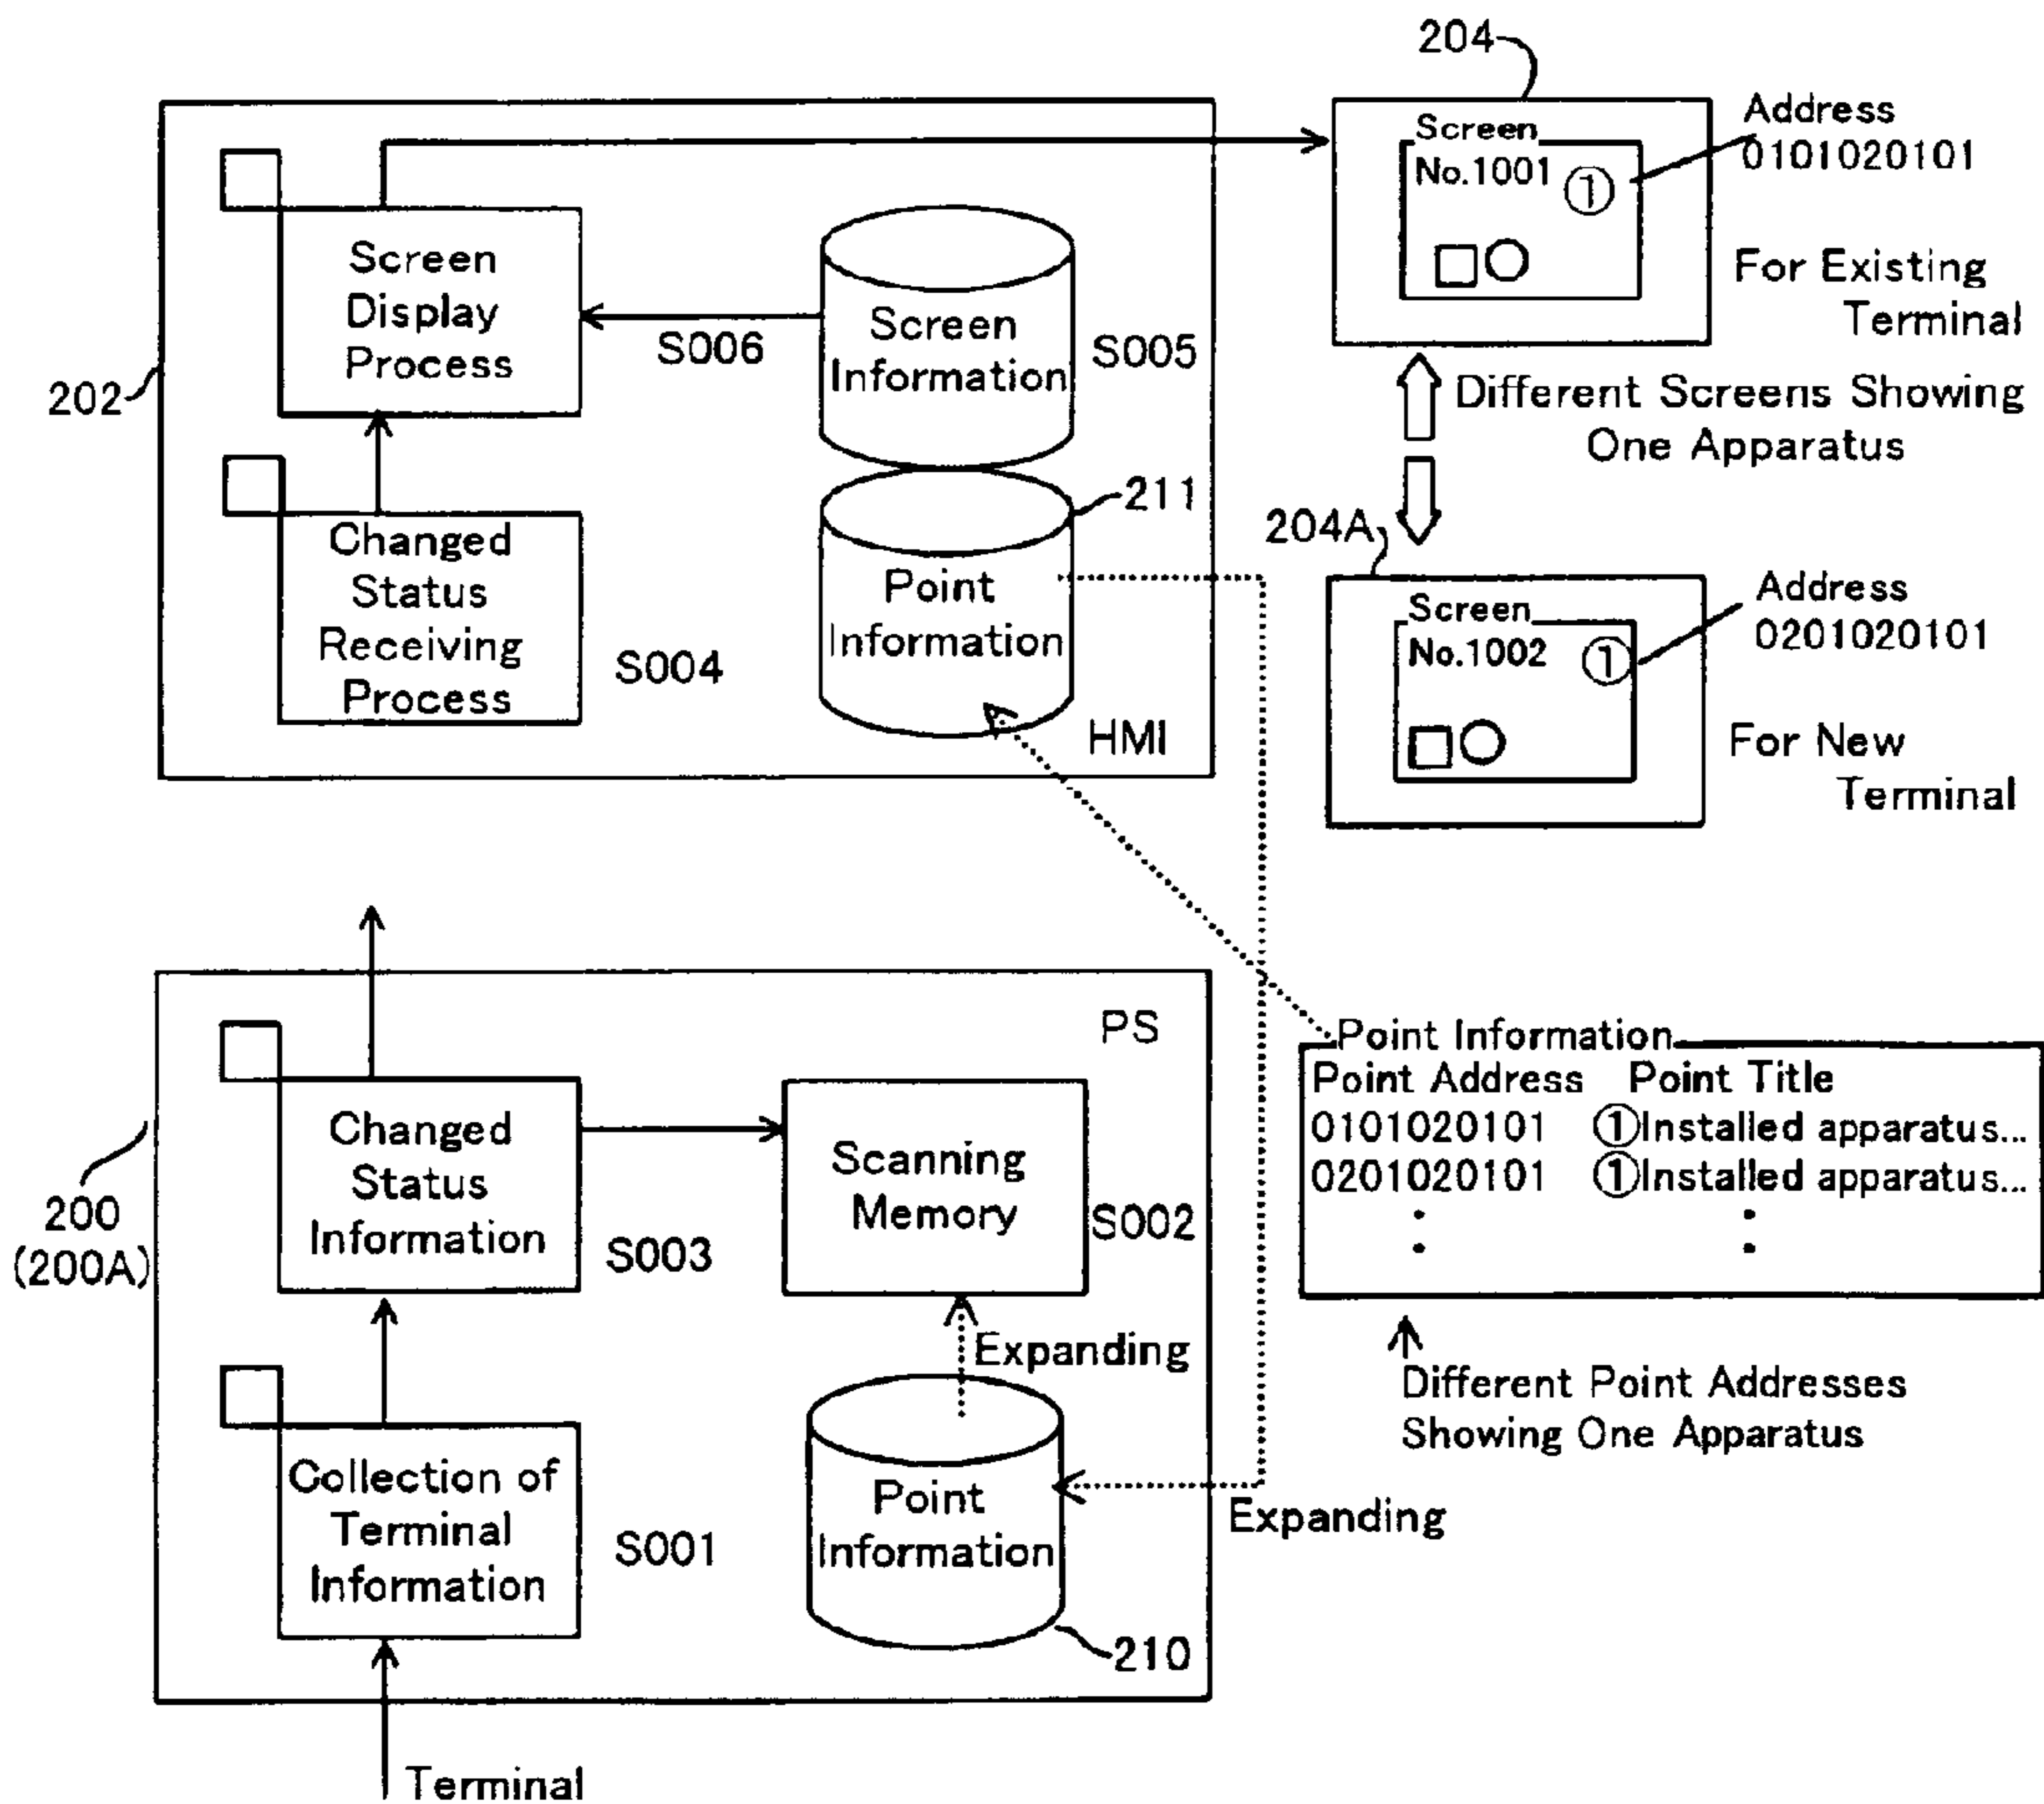 204
Screen
No.1001
①
Address
0101020101
For Existing
Terminal
Screen
Display
Process
S006
Screen
Information
S005
202
Different Screens Showing
One Apparatus
Changed
Status
Receiving
Process
S004
211
Point
Information
HMI
204A
Screen
No.1002
①
Address
0201020101
For New
Terminal
PS
Changed
Status
Information
S003
Scanning
Memory
S002
200
(200A)
Point Information
Point Address Point Title
0101020101 ①Installed apparatus...
0201020101 ①Installed apparatus...
Different Point Addresses
Showing One Apparatus
Expanding
Collection of
Terminal
Information
S001
Point
Information
Expanding
210
Terminal